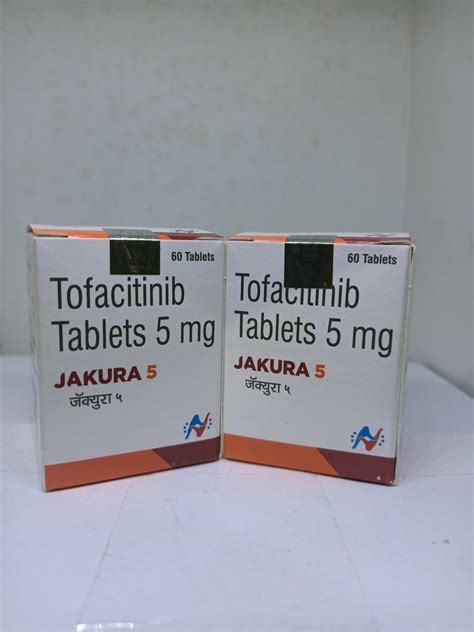 60 Tablets
Tofacitinib
Tablets 5 mg
JAKURA 5
जॅक्युरा ५
60 Tablets
Tofacitinib
Tablets 5 mg
JAKURA 5
जॅक्युरा ५